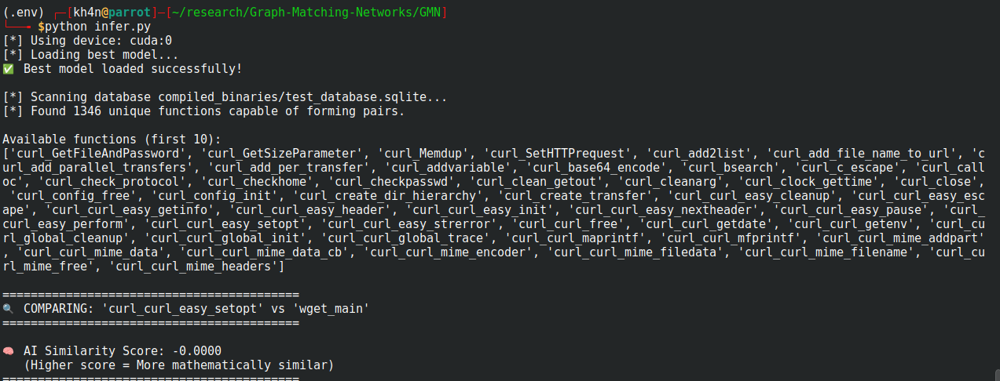 (.env) ┌─[kh4n@parrot]─[~/research/Graph-Matching-Networks/GMN]
└──╼ $python infer.py
[*] Using device: cuda:0
[*] Loading best model...
✅ Best model loaded successfully!
[*] Scanning database compiled_binaries/test_database.sqlite...
[*] Found 1346 unique functions capable of forming pairs.
Available functions (first 10):
['curl_GetFileAndPassword', 'curl_GetSizeParameter', 'curl_Memdup', 'curl_SetHTTPrequest', 'curl_add2list', 'curl_add_file_name_to_url', 'c
url_add_parallel_transfers', 'curl_add_per_transfer', 'curl_addvariable', 'curl_base64_encode', 'curl_bsearch', 'curl_c_escape', 'curl_call
oc', 'curl_check_protocol', 'curl_checkhome', 'curl_checkpasswd', 'curl_clean_getout', 'curl_cleanarg', 'curl_clock_gettime', 'curl_close',
 'curl_config_free', 'curl_config_init', 'curl_create_dir_hierarchy', 'curl_create_transfer', 'curl_curl_easy_cleanup', 'curl_curl_easy_esc
ape', 'curl_curl_easy_getinfo', 'curl_curl_easy_header', 'curl_curl_easy_init', 'curl_curl_easy_nextheader', 'curl_curl_easy_pause', 'curl_
curl_easy_perform', 'curl_curl_easy_setopt', 'curl_curl_easy_strerror', 'curl_curl_free', 'curl_curl_getdate', 'curl_curl_getenv', 'curl_cu
rl_global_cleanup', 'curl_curl_global_init', 'curl_curl_global_trace', 'curl_curl_maprintf', 'curl_curl_mfprintf', 'curl_curl_mime_addpart'
, 'curl_curl_mime_data', 'curl_curl_mime_data_cb', 'curl_curl_mime_encoder', 'curl_curl_mime_filedata', 'curl_curl_mime_filename', 'curl_cu
rl_mime_free', 'curl_curl_mime_headers']
==========================================
🔍 COMPARING: 'curl_curl_easy_setopt' vs 'wget_main'
==========================================
🧠 AI Similarity Score: -0.0000
(Higher score = More mathematically similar)
==========================================